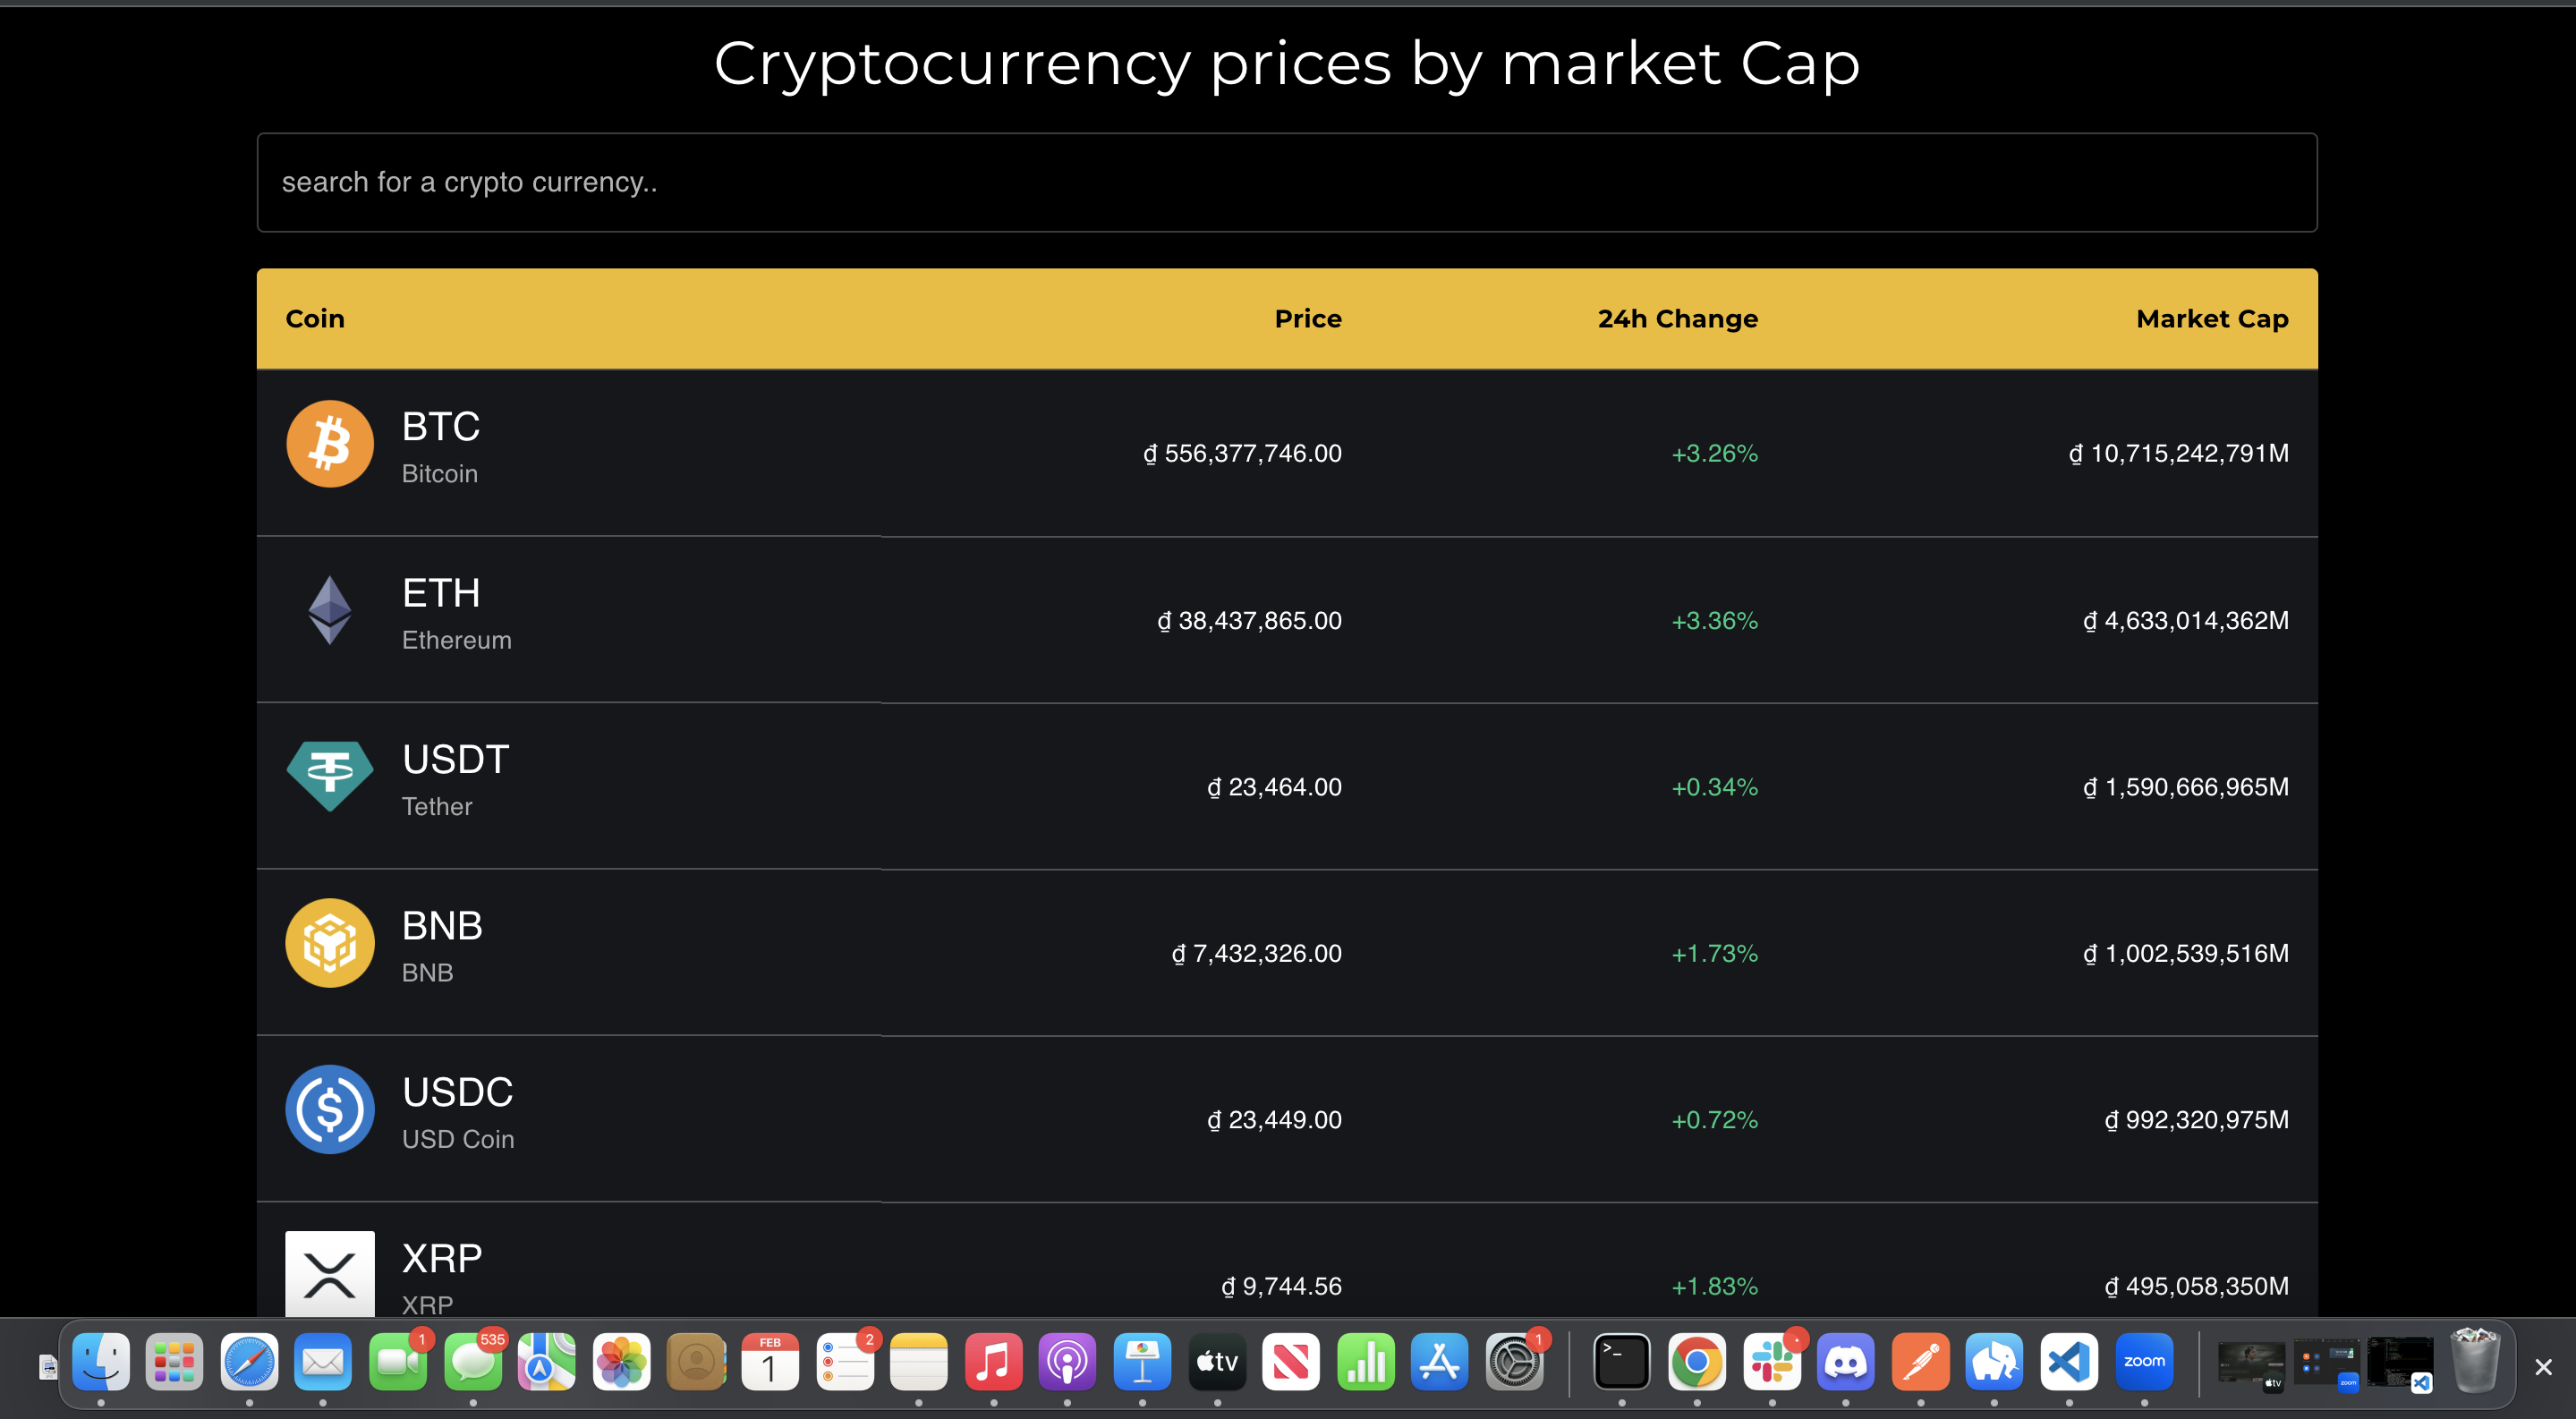 Cryptocurrency prices by market Cap
search for a crypto currency..
Coin Price 24h Change Market Cap
BTC
Bitcoin
₫ 556,377,746.00 +3.26% ₫ 10,715,242,791M
ETH
Ethereum
₫ 38,437,865.00 +3.36% ₫ 4,633,014,362M
USDT
Tether
₫ 23,464.00 +0.34% ₫ 1,590,666,965M
BNB
BNB
₫ 7,432,326.00 +1.73% ₫ 1,002,539,516M
USDC
USD Coin
₫ 23,449.00 +0.72% ₫ 992,320,975M
XRP
XRP
₫ 9,744.56 +1.83% ₫ 495,058,350M
1
535
FEB
1
2
tv
1
zoom
tv
zoom